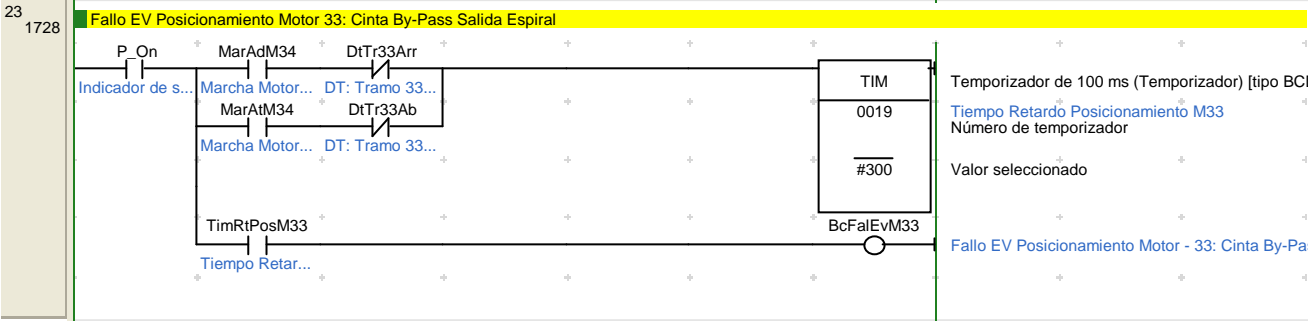 23
1728
Fallo EV Posicionamiento Motor 33: Cinta By-Pass Salida Espiral
P_On
MarAdM34
DtTr33Arr
Indicador de s...
Marcha Motor...
DT: Tramo 33...
TIM
Temporizador de 100 ms (Temporizador) [tipo BC
MarAtM34
DtTr33Ab
0019
Tiempo Retardo Posicionamiento M33
Número de temporizador
Marcha Motor...
DT: Tramo 33...
#300
Valor seleccionado
TimRtPosM33
BcFalEvM33
Tiempo Retar...
Fallo EV Posicionamiento Motor - 33: Cinta By-Pa